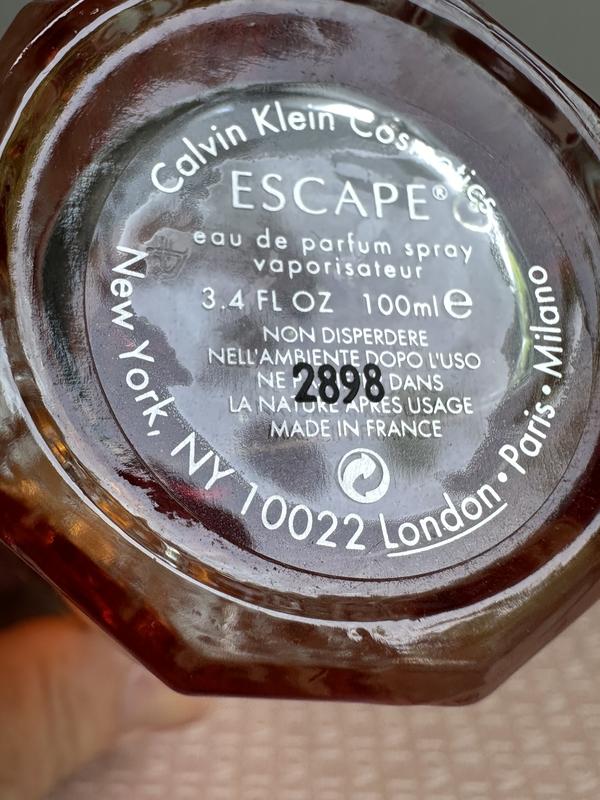 Calvin Klein Cosmetics
ESCAPE®
eau de parfum spray
vaporisateur
3.4 FL OZ 100ml e
NON DISPERDERE
NELL'AMBIENTE DOPO L'USO
NE DANS
LA NATURE APRES USAGE
MADE IN FRANCE
2898
New York, NY 10022 London • Paris • Milano